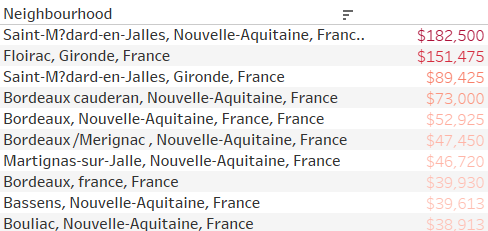 Neighbourhood
Saint-M?dard-en-Jalles, Nouvelle-Aquitaine, Franc.. $182,500
Floirac, Gironde, France $151,475
Saint-M?dard-en-Jalles, Gironde, France $89,425
Bordeaux cauderan, Nouvelle-Aquitaine, France $73,000
Bordeaux, Nouvelle-Aquitaine, France, France $52,925
Bordeaux /Merignac , Nouvelle-Aquitaine, France $47,450
Martignas-sur-Jalle, Nouvelle-Aquitaine, France $46,720
Bordeaux, france, France $39,930
Bassens, Nouvelle-Aquitaine, France $39,613
Bouliac, Nouvelle-Aquitaine, France $38,913